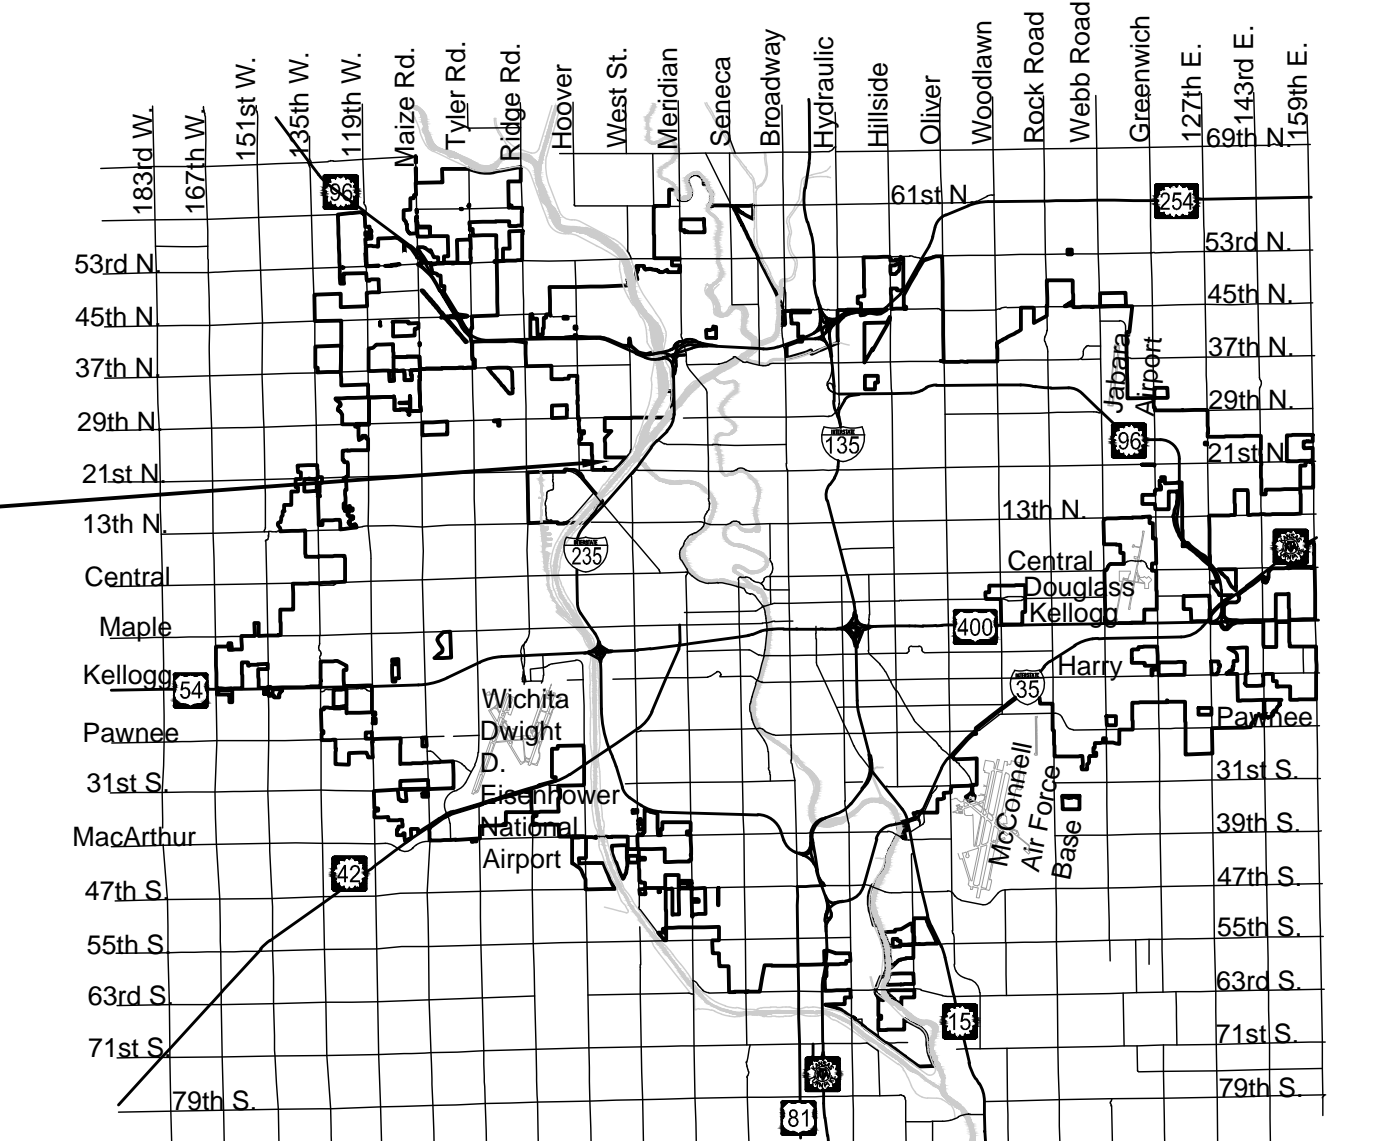 183rd W.
167th W.
151st W.
135th W.
119th W.
Maize Rd.
Tyler Rd.
Ridge Rd.
Hoover
West St.
Meridian
Seneca
Broadway
Hydraulic
Hillside
Oliver
Woodlawn
Rock Road
Webb Road
Greenwich
127th E.
143rd E.
159th E.
69th N.
96
61st N.
254
53rd N.
53rd N.
45th N.
45th N.
37th N.
37th N.
Jabara
Airport
29th N.
29th N.
96
INTERSTATE
135
21st N.
21st N.
13th N.
13th N.
INTERSTATE
235
Central
Central
Douglass
Kellogg
Maple
400
Kellogg
54
Harry
INTERSTATE
35
Wichita
Dwight
D.
Eisenhower
National
Airport
Pawnee
Pawnee
31st S.
31st S.
McConnell
Air Force
Base
MacArthur
39th S.
42
47th S.
47th S.
55th S.
55th S.
63rd S.
63rd S.
15
71st S.
71st S.
79th S.
79th S.
81